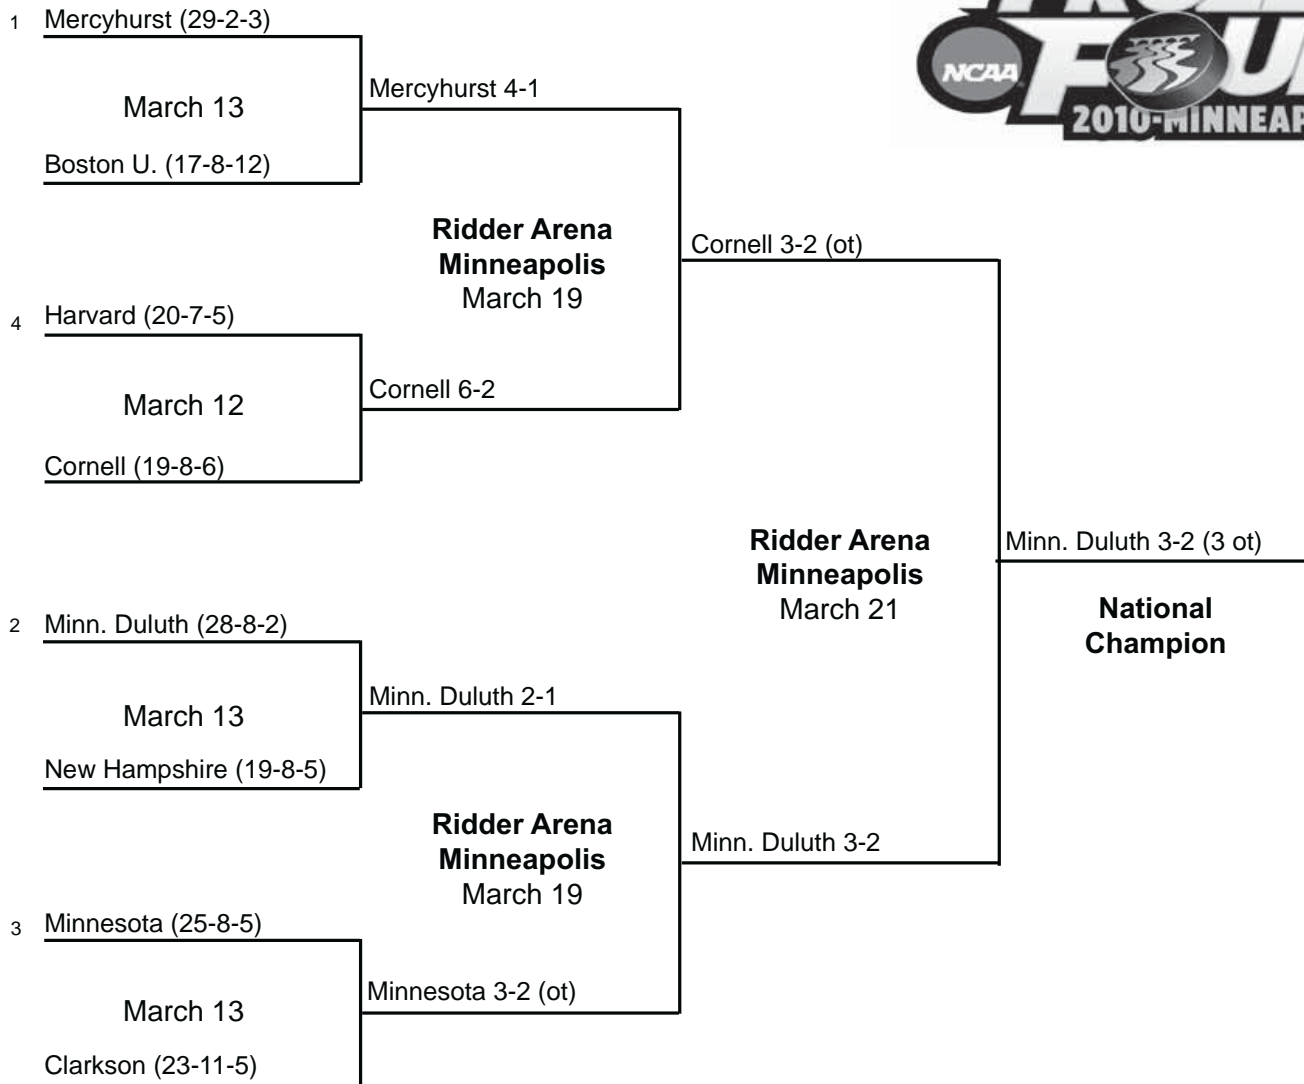 1 Mercyhurst (29-2-3)
March 13
Boston U. (17-8-12)
Mercyhurst 4-1
Ridder Arena
Minneapolis
March 19
4 Harvard (20-7-5)
March 12
Cornell (19-8-6)
Cornell 6-2
Cornell 3-2 (ot)
2 Minn. Duluth (28-8-2)
March 13
New Hampshire (19-8-5)
Minn. Duluth 2-1
Ridder Arena
Minneapolis
March 19
3 Minnesota (25-8-5)
March 13
Clarkson (23-11-5)
Minnesota 3-2 (ot)
Minn. Duluth 3-2
Ridder Arena
Minneapolis
March 21
Minn. Duluth 3-2 (3 ot)
National
Champion
NCAA
2010-MINNEAP